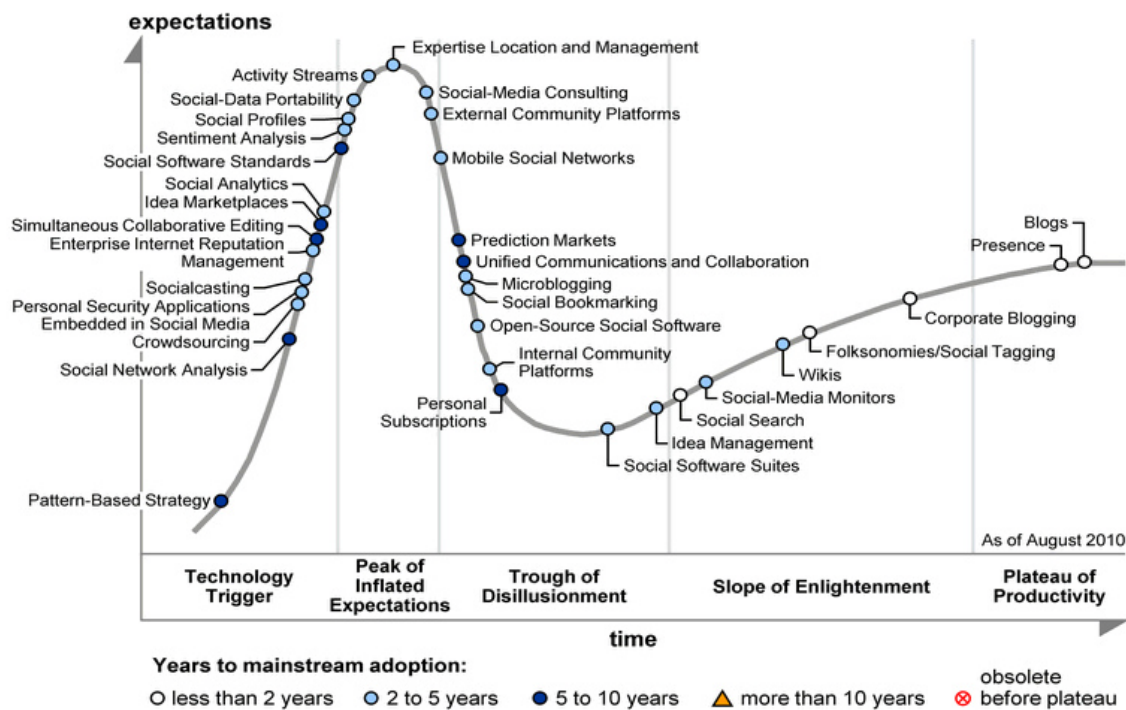 expectations
Expertise Location and Management
Activity Streams
Social-Data Portability
Social Profiles
Sentiment Analysis
Social Software Standards
Social Analytics
Idea Marketplaces
Simultaneous Collaborative Editing
Enterprise Internet Reputation
Management
Socialcasting
Personal Security Applications
Embedded in Social Media
Crowdsourcing
Social Network Analysis
Pattern-Based Strategy
Social-Media Consulting
External Community Platforms
Mobile Social Networks
Prediction Markets
Unified Communications and Collaboration
Microblogging
Social Bookmarking
Open-Source Social Software
Internal Community
Platforms
Personal
Subscriptions
Social Software Suites
Idea Management
Social Search
Social-Media Monitors
Wikis
Folksonomies/Social Tagging
Corporate Blogging
Presence
Blogs
As of August 2010
Technology
Trigger
Peak of
Inflated
Expectations
Trough of
Disillusionment
Slope of Enlightenment
Plateau of
Productivity
time
Years to mainstream adoption:
less than 2 years
2 to 5 years
5 to 10 years
more than 10 years
obsolete
before plateau